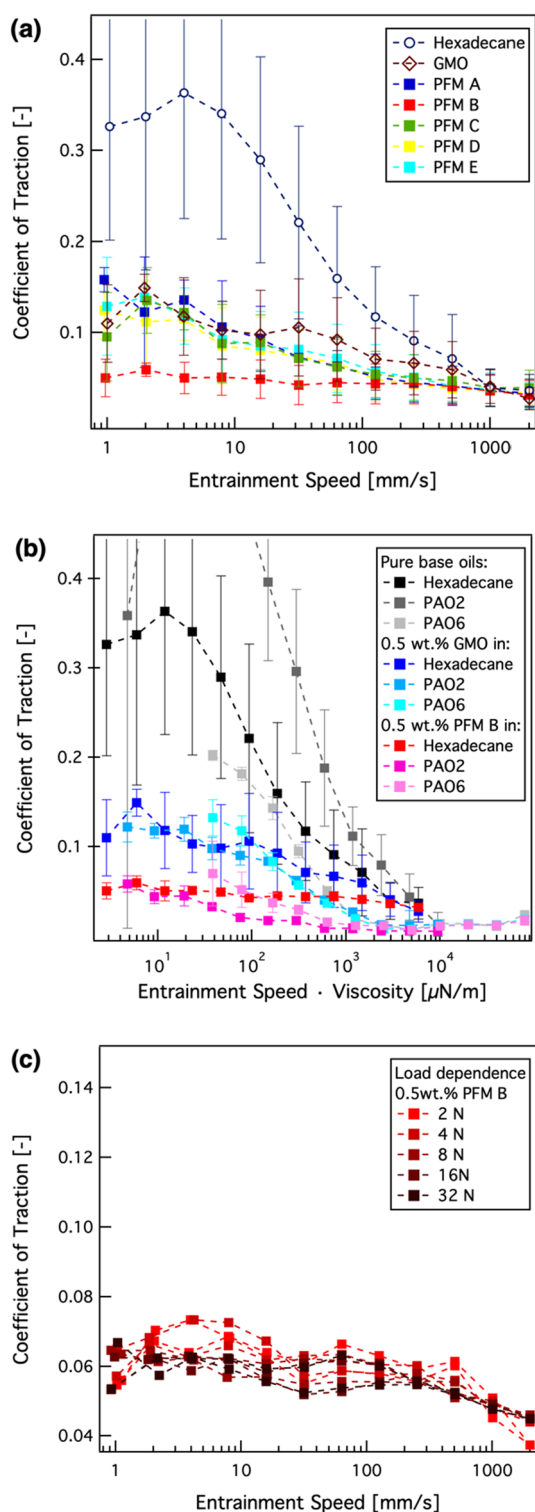 (a)
0.4
0.3
0.2
0.1
Coefficient of Traction [-]
Hexadecane
GMO
PFM A
PFM B
PFM C
PFM D
PFM E
1
10
100
1000
Entrainment Speed [mm/s]
(b)
0.4
0.3
0.2
0.1
Coefficient of Traction [-]
Pure base oils:
Hexadecane
PAO2
PAO6
0.5 wt.% GMO in:
Hexadecane
PAO2
PAO6
0.5 wt.% PFM B in:
Hexadecane
PAO2
PAO6
10¹
10²
10³
10⁴
Entrainment Speed · Viscosity [µN/m]
(c)
0.14
0.12
0.10
0.08
0.06
0.04
Coefficient of Traction [-]
Load dependence
0.5wt.% PFM B
2 N
4 N
8 N
16N
32 N
1
10
100
1000
Entrainment Speed [mm/s]